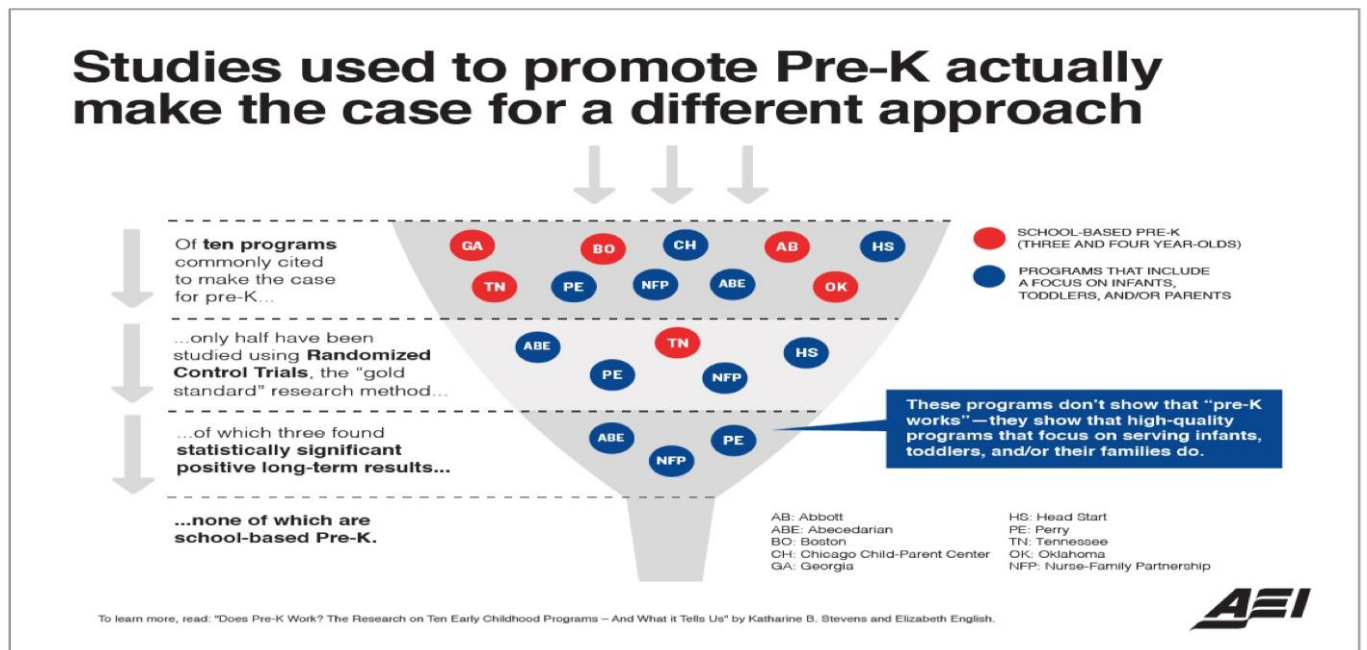 Studies used to promote Pre-K actually
make the case for a different approach
Of ten programs
commonly cited
to make the case
for pre-K...
GA
BO
CH
AB
HS
TN
PE
NFP
ABE
OK
SCHOOL-BASED PRE-K
(THREE AND FOUR YEAR-OLDS)
PROGRAMS THAT INCLUDE
A FOCUS ON INFANTS,
TODDLERS, AND/OR PARENTS
...only half have been
studied using Randomized
Control Trials, the “gold
standard” research method...
ABE
TN
HS
PE
NFP
...of which three found
statistically significant
positive long-term results...
ABE
PE
NFP
These programs don’t show that “pre-K
works”—they show that high-quality
programs that focus on serving infants,
toddlers, and/or their families do.
...none of which are
school-based Pre-K.
AB: Abbott
ABE: Abecedarian
BO: Boston
CH: Chicago Child-Parent Center
GA: Georgia
HS: Head Start
PE: Perry
TN: Tennessee
OK: Oklahoma
NFP: Nurse-Family Partnership
To learn more, read: "Does Pre-K Work? The Research on Ten Early Childhood Programs – And What it Tells Us" by Katharine B. Stevens and Elizabeth English.
AEI